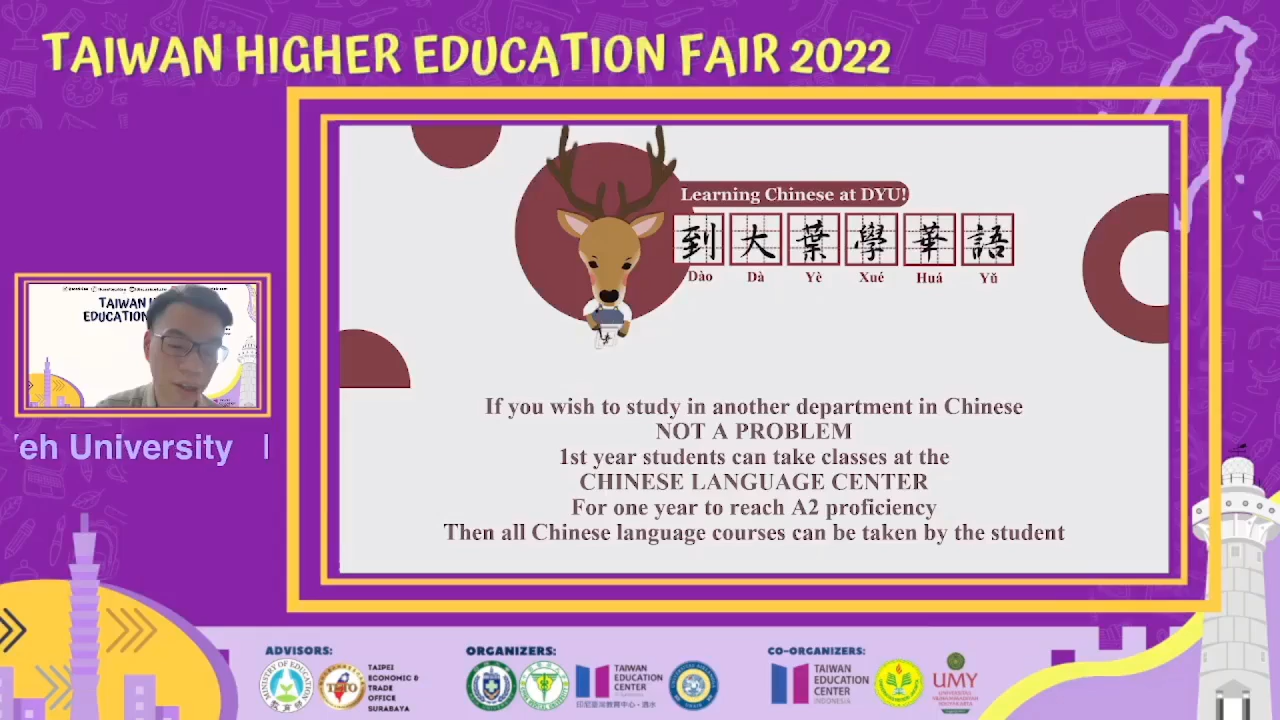 TAIWAN HIGHER EDUCATION FAIR 2022
Learning Chinese at DYU!
到大葉學華語
Dào Dà Yè Xué Huá Yǔ
TAIWAN
EDUCATION
eh University
If you wish to study in another department in Chinese
NOT A PROBLEM
1st year students can take classes at the
CHINESE LANGUAGE CENTER
For one year to reach A2 proficiency
Then all Chinese language courses can be taken by the student
ADVISORS:
MINISTRY OF EDUCATION
TETO
TAIPEI
ECONOMIC &
TRADE
OFFICE
SURABAYA
ORGANIZERS:
TAIWAN
EDUCATION
CENTER
CO-ORGANIZERS:
TAIWAN
EDUCATION
CENTER
INDONESIA
UMY